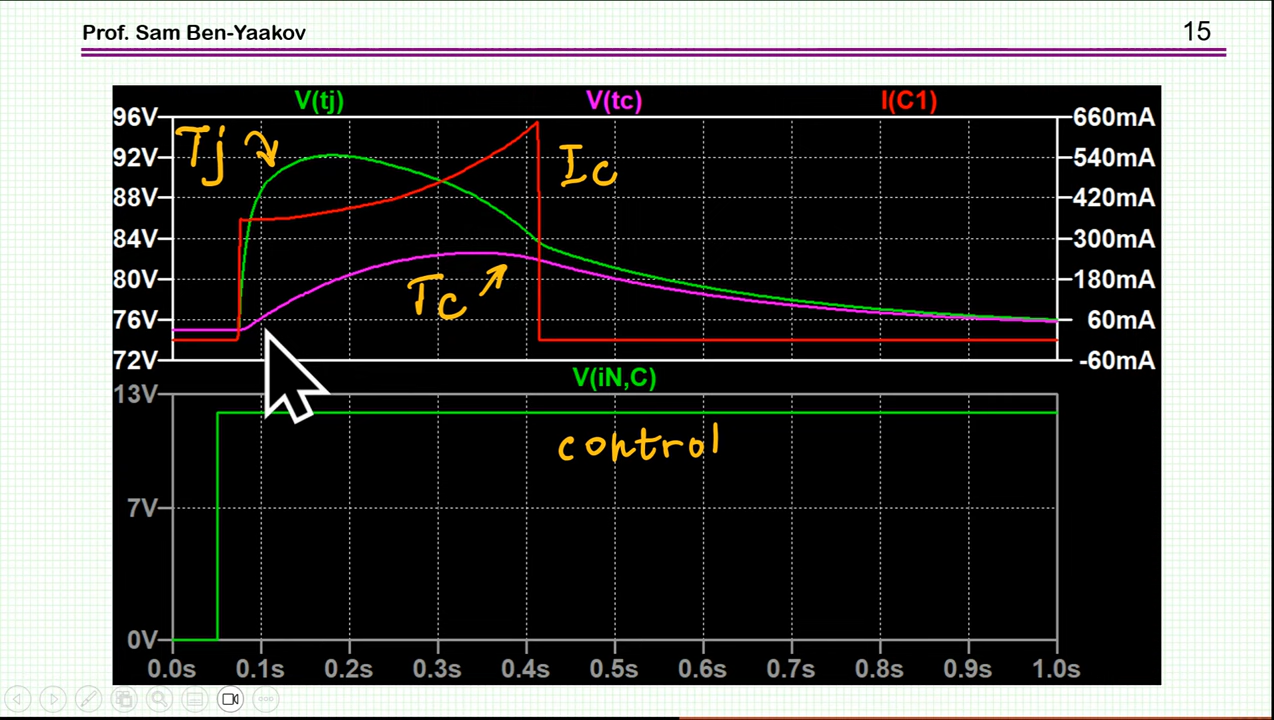 Prof. Sam Ben-Yaakov 15
V(tj) V(tc) I(C1)
96V 660mA
Tj
92V 540mA
Ic
88V 420mA
84V 300mA
80V 180mA
Tc
76V 60mA
72V -60mA
V(iN,C)
13V
control
7V
0V
0.0s 0.1s 0.2s 0.3s 0.4s 0.5s 0.6s 0.7s 0.8s 0.9s 1.0s